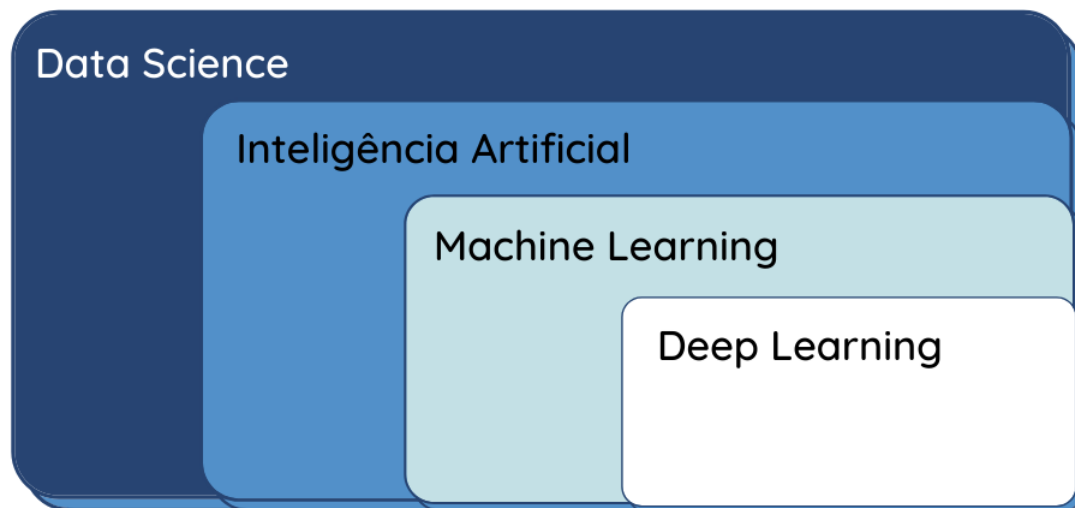 Data Science
Inteligência Artificial
Machine Learning
Deep Learning